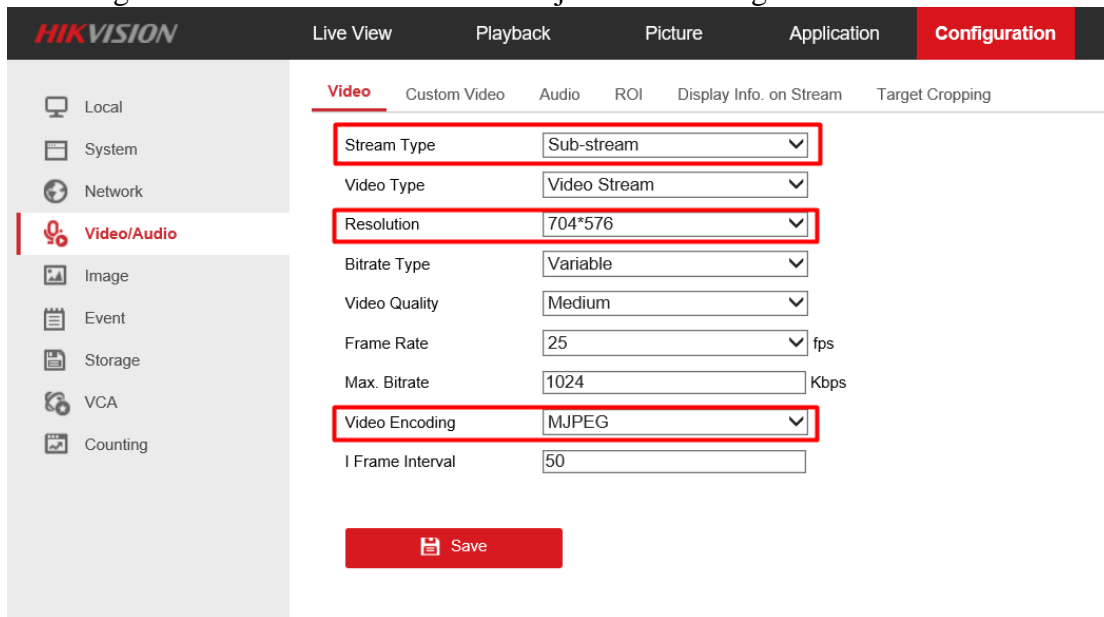 HIKVISION Live View Playback Picture Application Configuration
Video Custom Video Audio ROI Display Info. on Stream Target Cropping
Local
System
Network
Video/Audio
Image
Event
Storage
VCA
Counting
Stream Type Sub-stream
Video Type Video Stream
Resolution 704*576
Bitrate Type Variable
Video Quality Medium
Frame Rate 25 fps
Max. Bitrate 1024 Kbps
Video Encoding MJPEG
I Frame Interval 50
Save